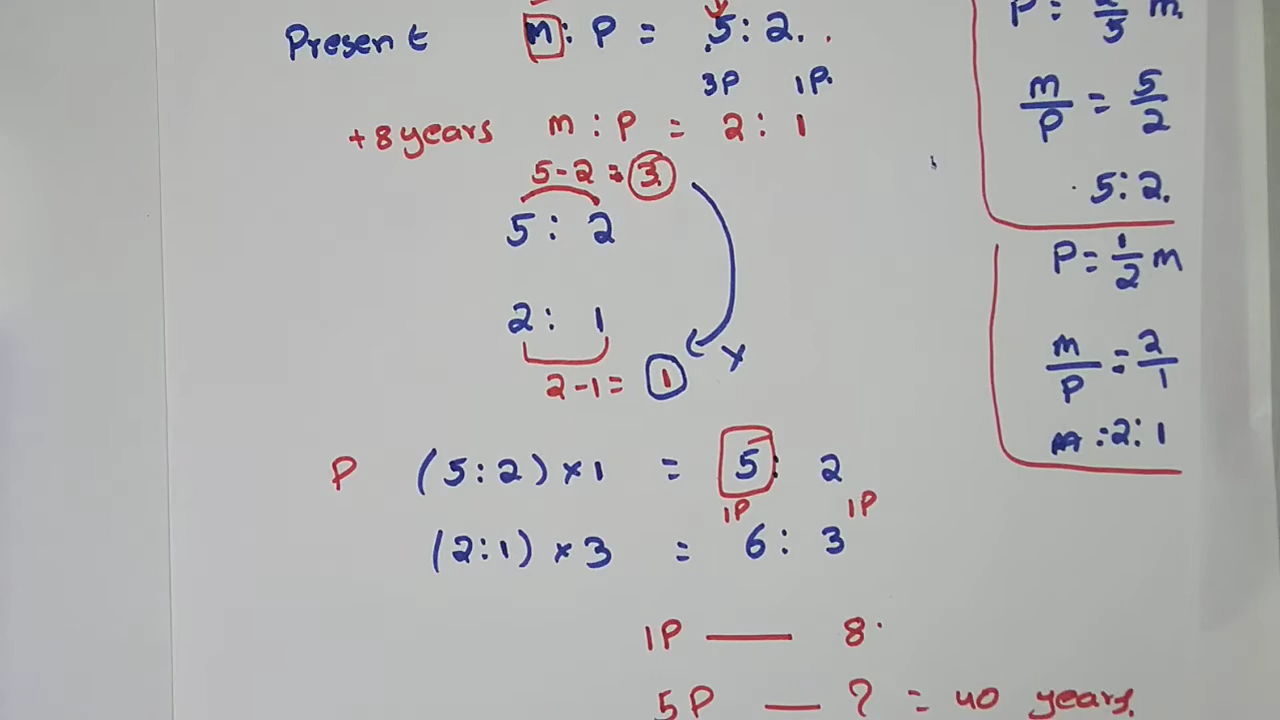 Present m : P = 5 : 2.
3P 1P.
+8 years m : P = 2 : 1
5 - 2 = 3
5 : 2
2 : 1
2 - 1 = 1 x
P (5:2) x 1 = 5 : 2
1P 1P
(2:1) x 3 = 6 : 3
1P — 8.
5P — ? = 40 years.
m/P = 5/2
5 : 2.
P = 1/2 m
m/P = 2/1
: 2 : 1